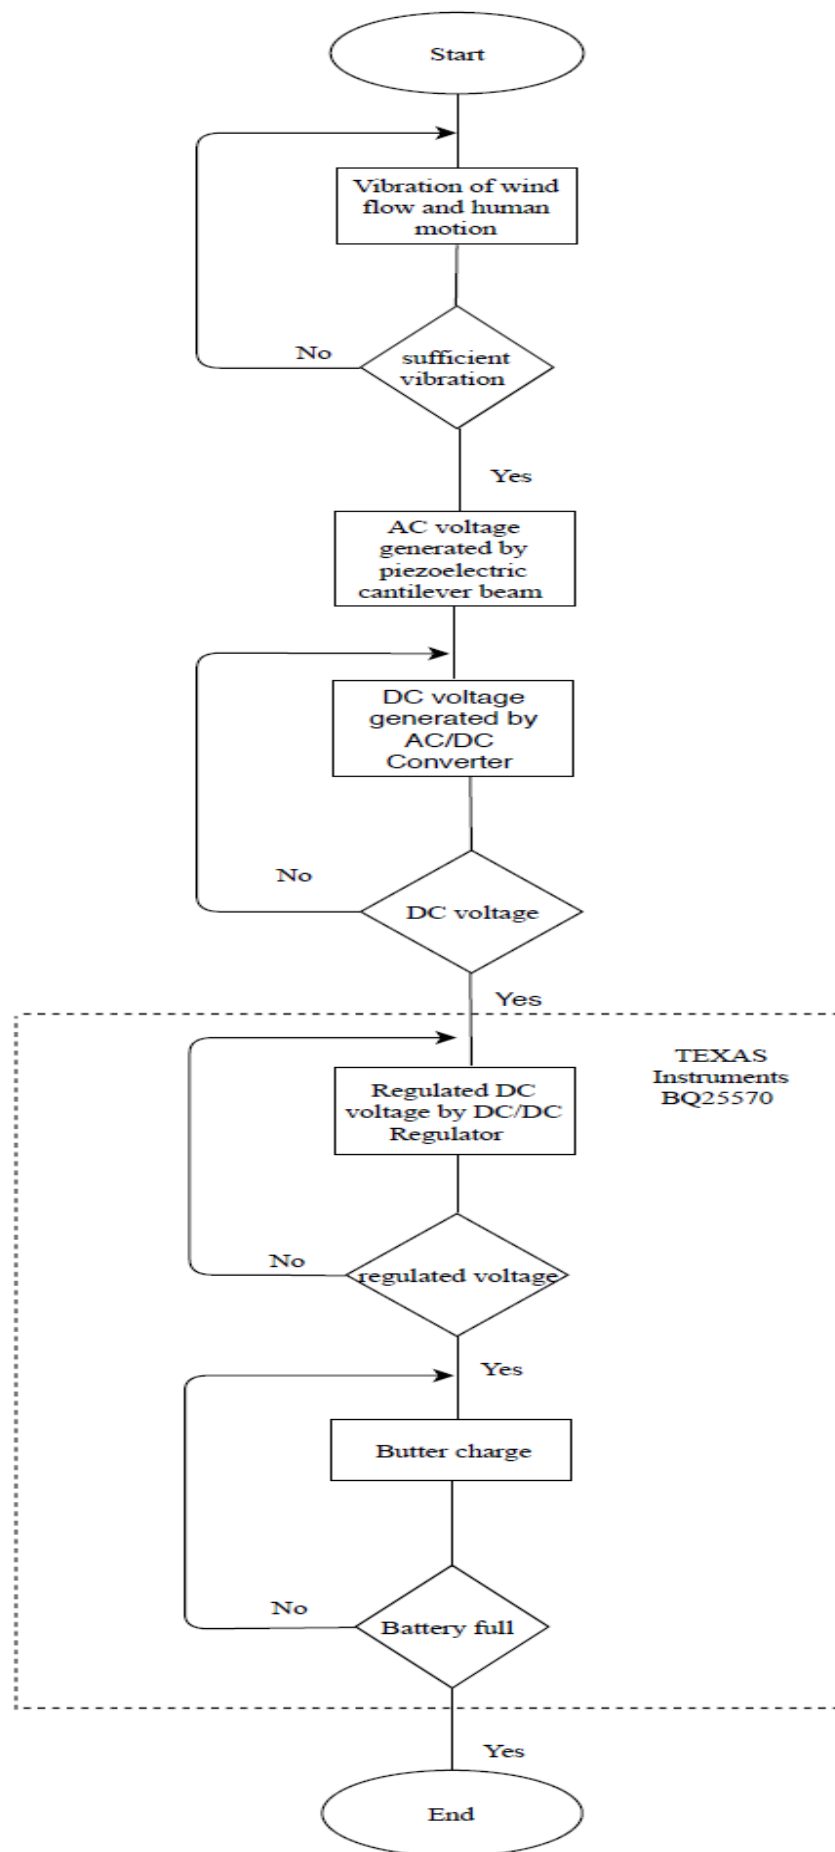 Start
Vibration of wind
flow and human
motion
No
sufficient
vibration
Yes
AC voltage
generated by
piezoelectric
cantilever beam
DC voltage
generated by
AC/DC
Converter
No
DC voltage
Yes
TEXAS
Instruments
BQ25570
Regulated DC
voltage by DC/DC
Regulator
No
regulated voltage
Yes
Butter charge
No
Battery full
Yes
End